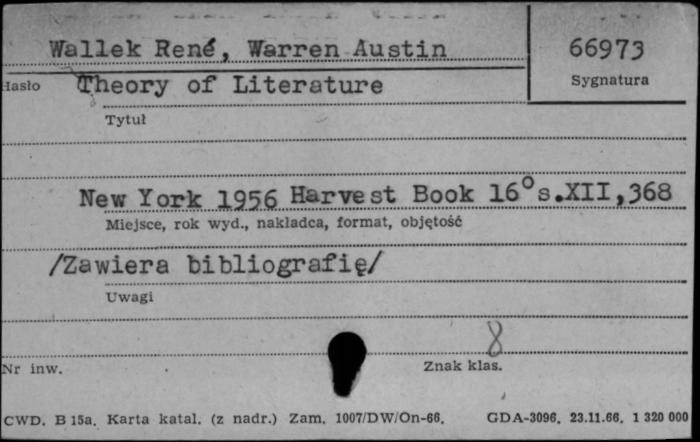 Wallek René, Warren Austin
66973
Hasło
Theory of Literature
Sygnatura
Tytuł
New York 1956 Harvest Book 16° s.XII,368
Miejsce, rok wyd., nakładca, format, objętość
/Zawiera bibliografię/
Uwagi
8
Nr inw.
Znak klas.
CWD. B 15a. Karta katal. (z nadr.) Zam. 1007/DW/On-66. GDA-3096. 23.11.66. 1 320 000